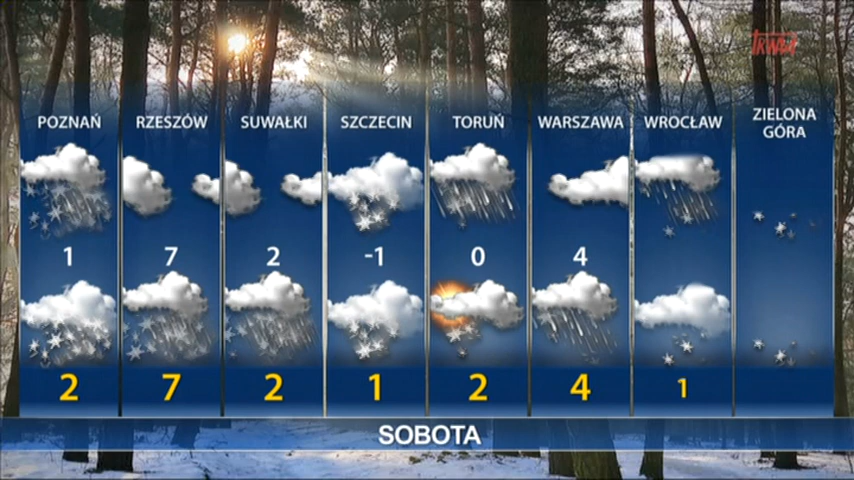 TRWAM
POZNAŃ RZESZÓW SUWAŁKI SZCZECIN TORUŃ WARSZAWA WROCŁAW ZIELONA
GÓRA
1 7 2 -1 0 4
2 7 2 1 2 4 1
SOBOTA